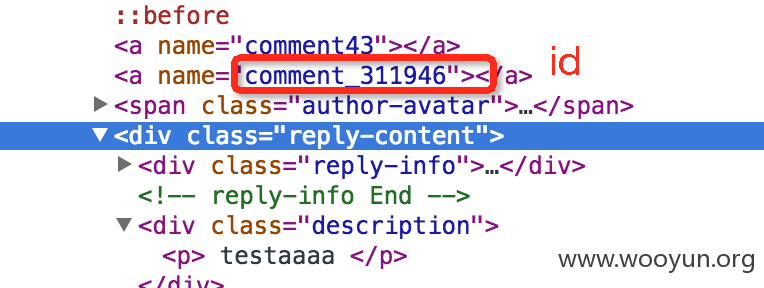 ::before
<a name="comment43"></a>
<a name="comment_311946"></a> id
▶<span class="author-avatar">…</span>
▼<div class="reply-content">
▶<div class="reply-info">…</div>
<!-- reply-info End -->
▼<div class="description">
<p> testaaaa </p>
</div>
www.wooyun.org